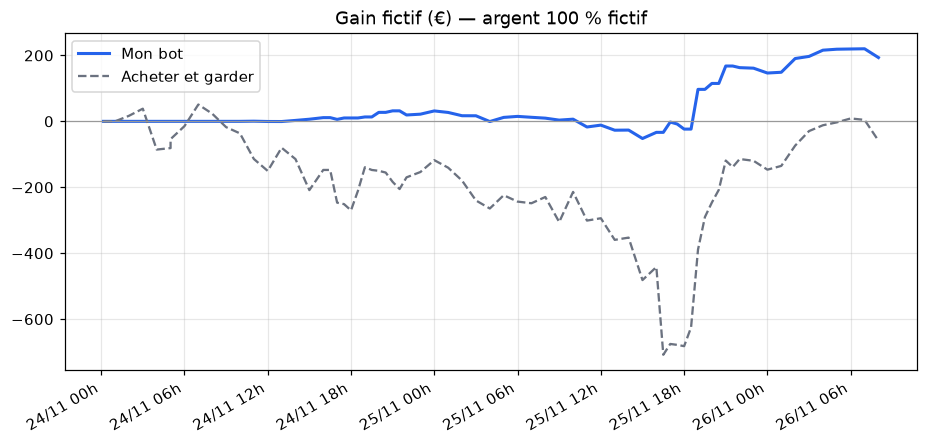 Gain fictif (€) — argent 100 % fictif
Mon bot
Acheter et garder
200
0
−200
−400
−600
24/11 00h
24/11 06h
24/11 12h
24/11 18h
25/11 00h
25/11 06h
25/11 12h
25/11 18h
26/11 00h
26/11 06h